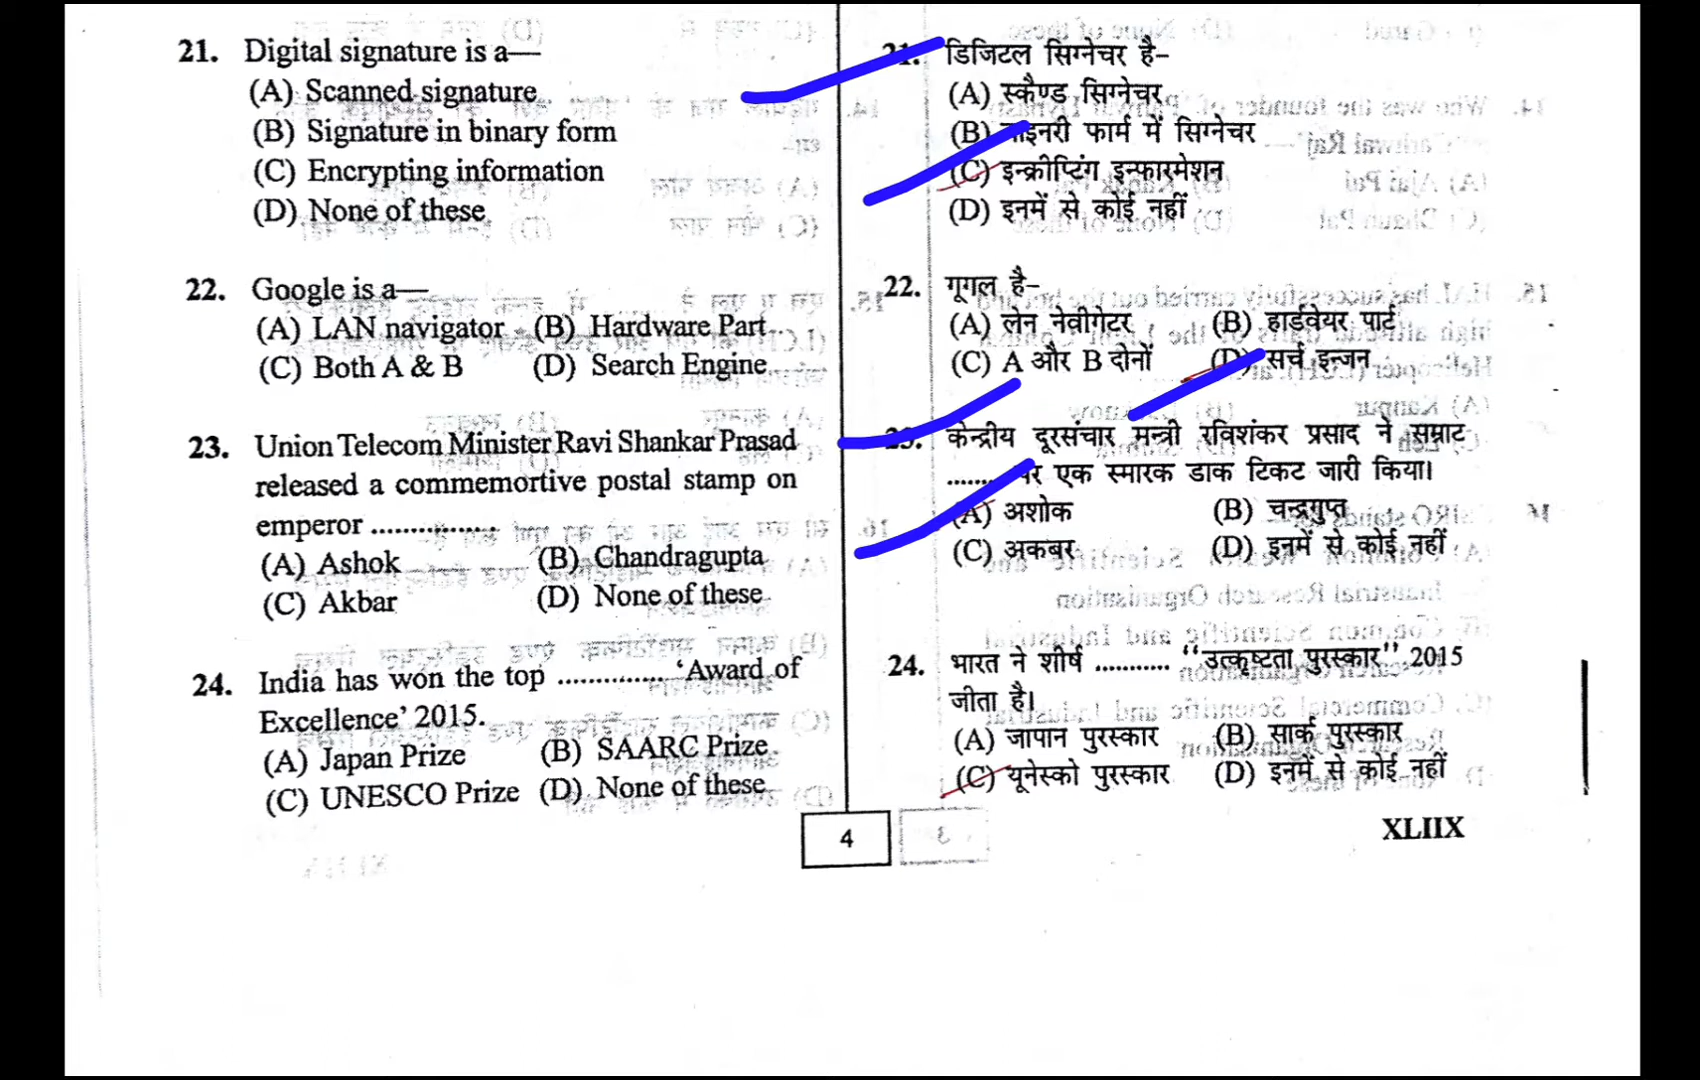 21. Digital signature is a—
(A) Scanned signature
(B) Signature in binary form
(C) Encrypting information
(D) None of these
22. Google is a—
(A) LAN navigator (B) Hardware Part
(C) Both A & B (D) Search Engine
23. Union Telecom Minister Ravi Shankar Prasad
released a commemortive postal stamp on
emperor ................
(A) Ashok (B) Chandragupta
(C) Akbar (D) None of these
24. India has won the top ............... ‘Award of
Excellence’ 2015.
(A) Japan Prize (B) SAARC Prize
(C) UNESCO Prize (D) None of these
21. डिजिटल सिग्नेचर है–
(A) स्कैण्ड सिग्नेचर
(B) बाइनरी फार्म में सिग्नेचर
(C) इन्क्रीप्टिंग इन्फारमेशन
(D) इनमें से कोई नहीं
22. गूगल है–
(A) लेन नेवीगेटर (B) हार्डवेयर पार्ट
(C) A और B दोनों (D) सर्च इन्जन
23. केन्द्रीय दूरसंचार मन्त्री रविशंकर प्रसाद ने सम्राट
........ पर एक स्मारक डाक टिकट जारी किया।
(A) अशोक (B) चन्द्रगुप्त
(C) अकबर (D) इनमें से कोई नहीं
24. भारत ने शीर्ष ........... “उत्कृष्टता पुरस्कार” 2015
जीता है।
(A) जापान पुरस्कार (B) सार्क पुरस्कार
(C) यूनेस्को पुरस्कार (D) इनमें से कोई नहीं
4
XLIIX